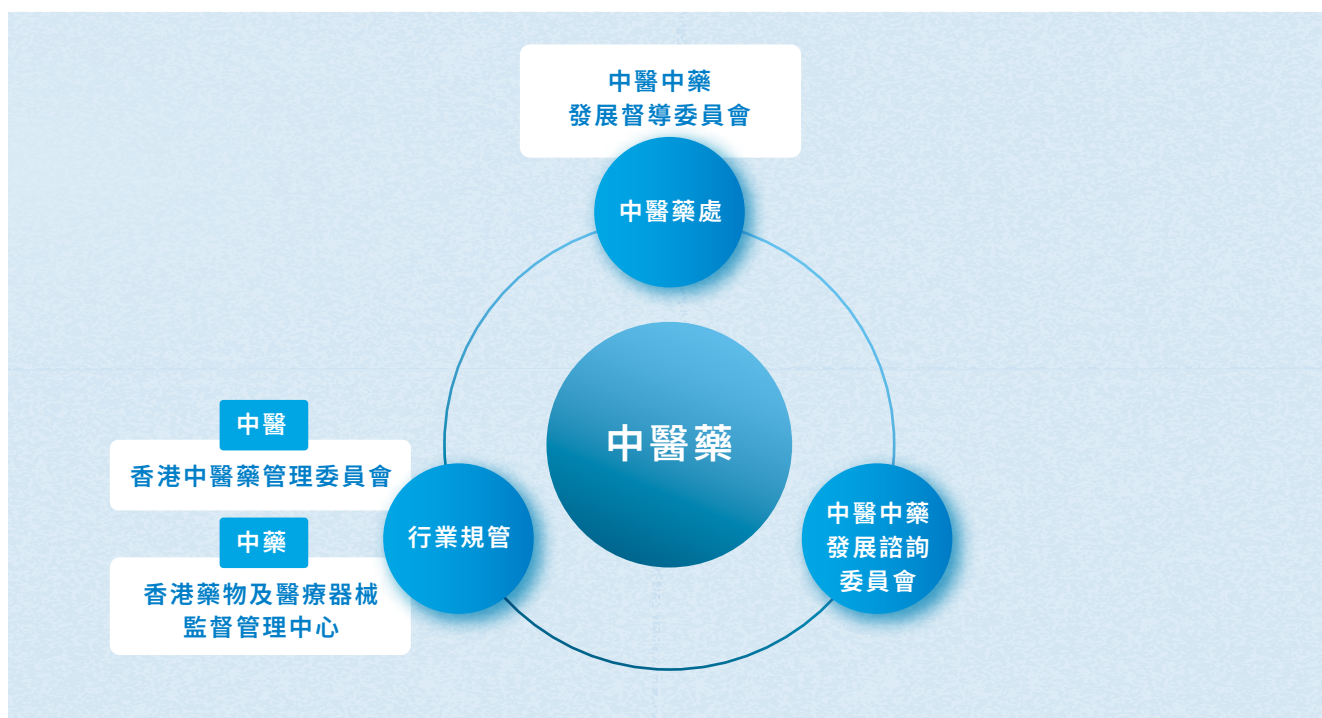 中醫中藥
發展督導委員會
中醫藥處
中醫藥
中醫
香港中醫藥管理委員會
中藥
香港藥物及醫療器械
監督管理中心
行業規管
中醫中藥
發展諮詢
委員會